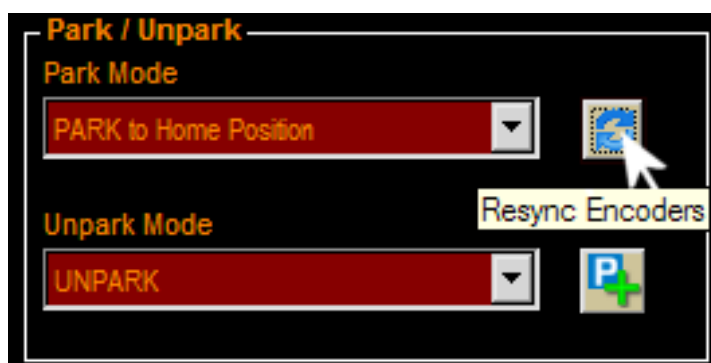 Park / Unpark
Park Mode
PARK to Home Position
Resync Encoders
Unpark Mode
UNPARK
P